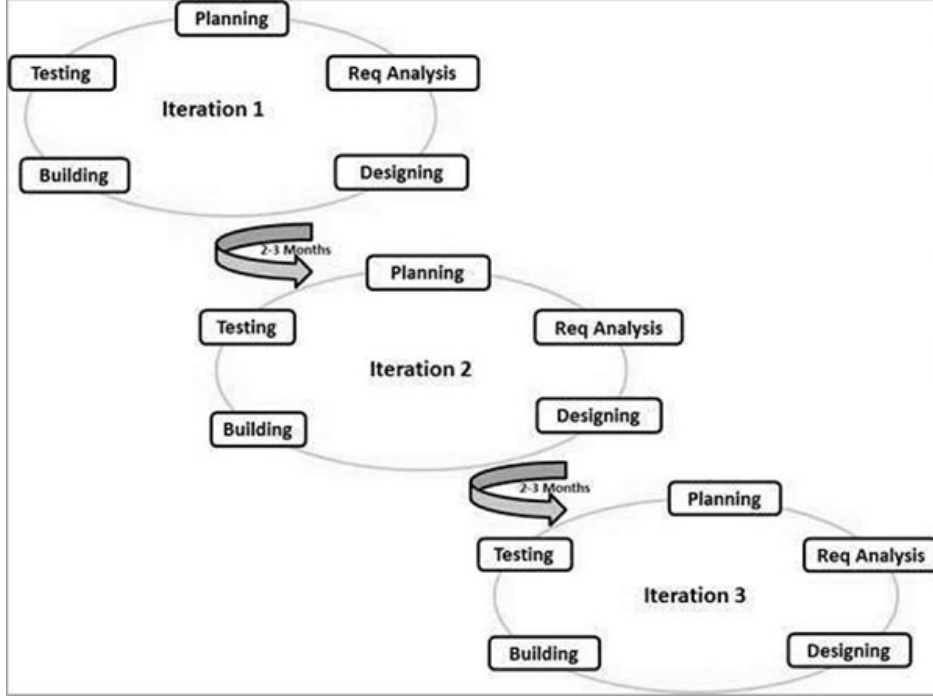 Planning
Testing
Req Analysis
Iteration 1
Building
Designing
2-3 Months
Planning
Testing
Req Analysis
Iteration 2
Building
Designing
2-3 Months
Planning
Testing
Req Analysis
Iteration 3
Building
Designing